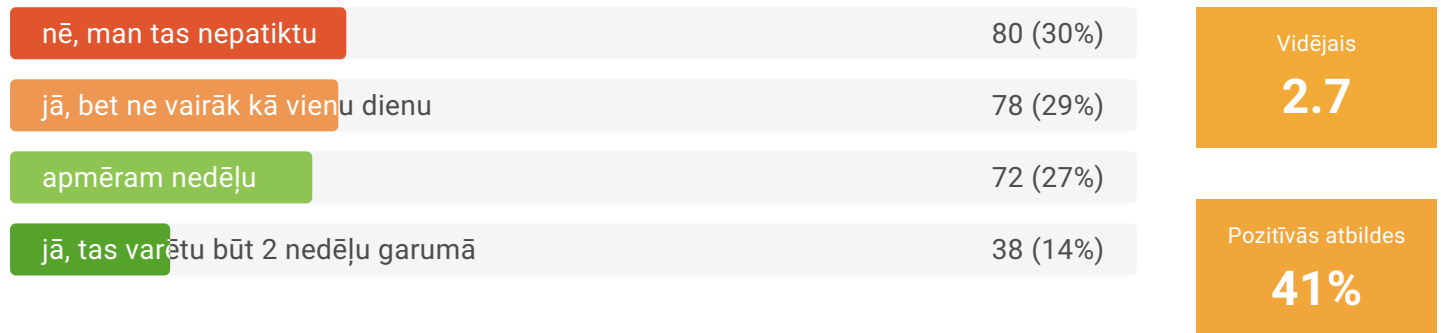 nē, man tas nepatiktu 80 (30%)
jā, bet ne vairāk kā vienu dienu 78 (29%)
apmēram nedēļu 72 (27%)
jā, tas varētu būt 2 nedēļu garumā 38 (14%)
Vidējais
2.7
Pozitīvās atbildes
41%